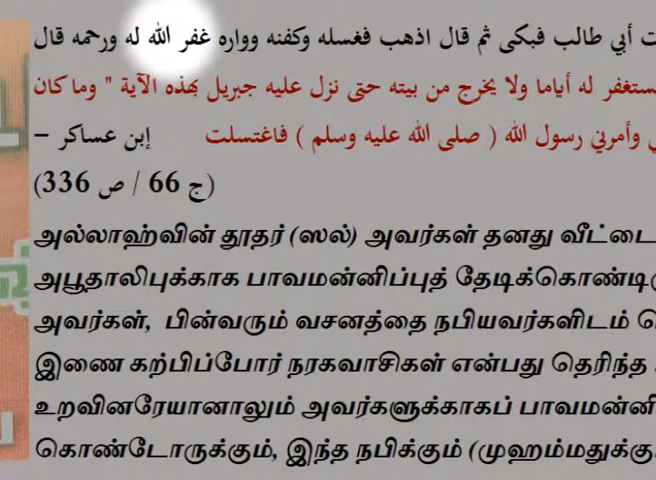 أبي طالب فبكى ثم قال اذهب فغسله وكفنه وواره غفر الله له ورحمه قال
يستغفر له أياما ولا يخرج من بيته حتى نزل عليه جبريل بهذه الآية " وما كان
وأمرني رسول الله ( صلى الله عليه وسلم ) فاغتسلت إبن عساكر –
(ج 66 / ص 336)
அல்லாஹ்வின் தூதர் (ஸல்) அவர்கள் தனது வீட்டை
அபூதாலிபுக்காக பாவமன்னிப்புத் தேடிக்கொண்டிரு
அவர்கள், பின்வரும் வசனத்தை நபியவர்களிடம்
இணை கற்பிப்போர் நரகவாசிகள் என்பது தெரிந்த
உறவினரேயானாலும் அவர்களுக்காகப் பாவமன்னி
கொண்டோருக்கும், இந்த நபிக்கும் (முஹம்மதுக்கு